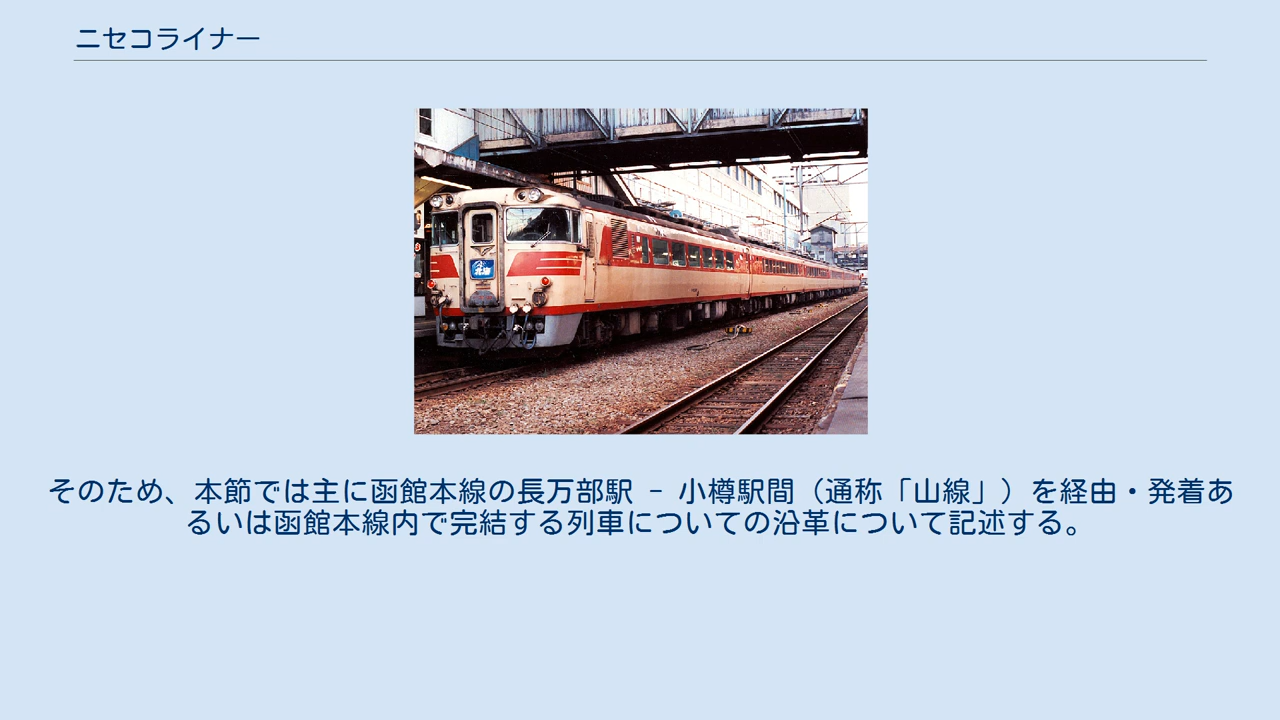 ニセコライナー
北海
そのため、本節では主に函館本線の長万部駅 - 小樽駅間（通称「山線」）を経由・発着あ
るいは函館本線内で完結する列車についての沿革について記述する。